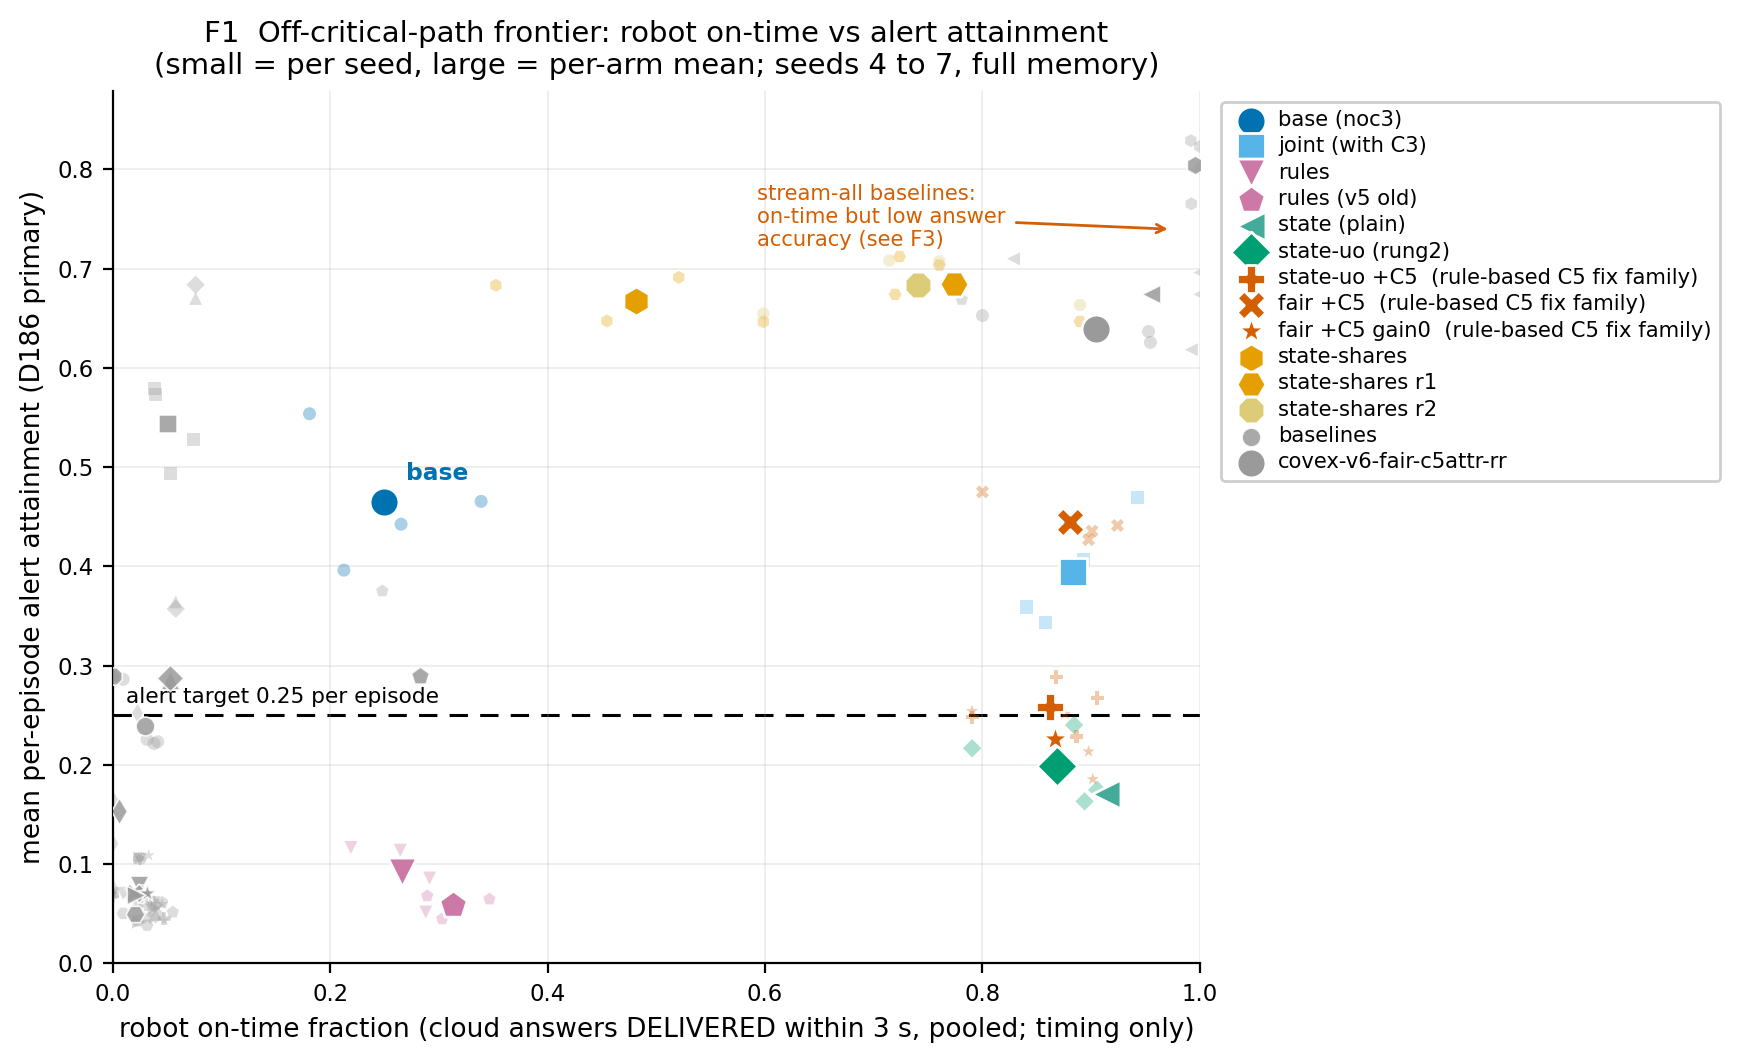 F1  Off-critical-path frontier: robot on-time vs alert attainment
(small = per seed, large = per-arm mean; seeds 4 to 7, full memory)
mean per-episode alert attainment (D186 primary)
0.8
0.7
0.6
0.5
0.4
0.3
0.2
0.1
0.0
stream-all baselines:
on-time but low answer
accuracy (see F3)
base
alert target 0.25 per episode
0.0
0.2
0.4
0.6
0.8
1.0
robot on-time fraction (cloud answers DELIVERED within 3 s, pooled; timing only)
base (noc3)
joint (with C3)
rules
rules (v5 old)
state (plain)
state-uo (rung2)
state-uo +C5  (rule-based C5 fix family)
fair +C5  (rule-based C5 fix family)
fair +C5 gain0  (rule-based C5 fix family)
state-shares
state-shares r1
state-shares r2
baselines
covex-v6-fair-c5attr-rr